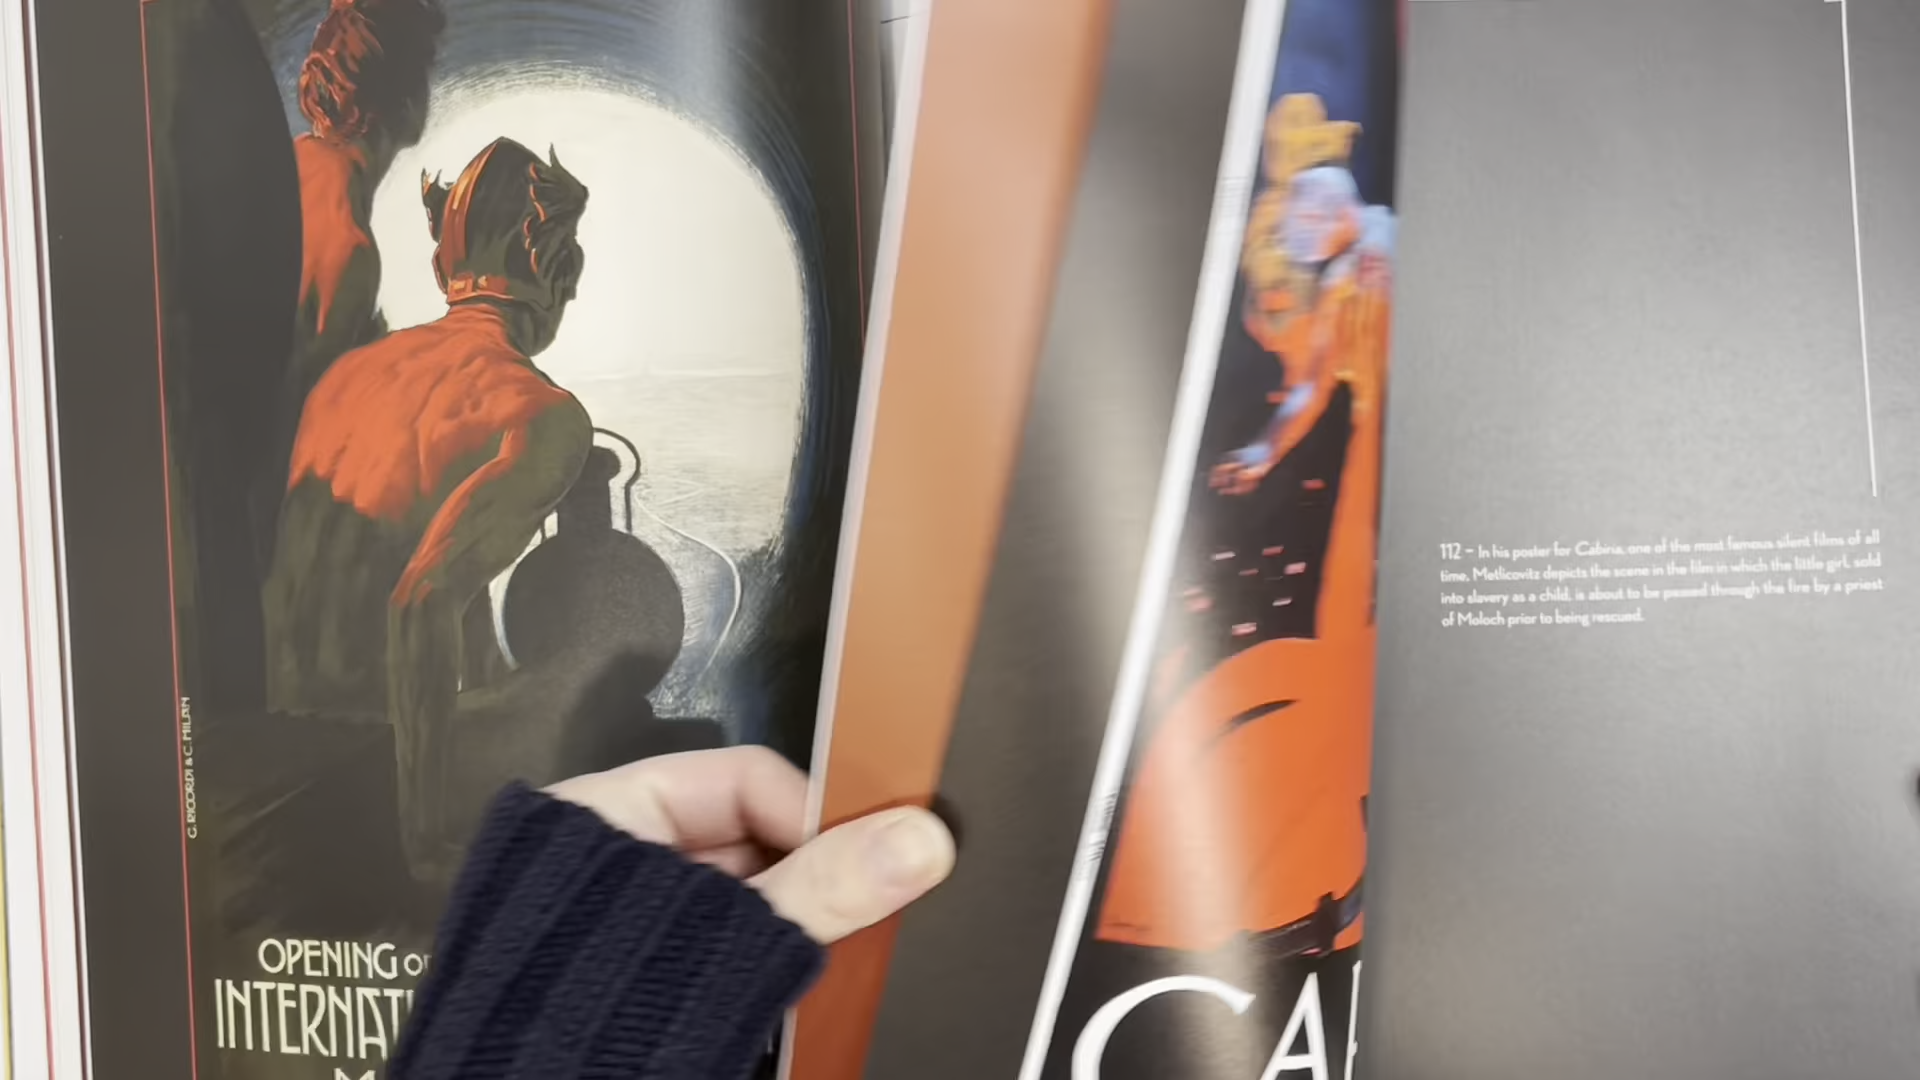 G. RICORDI & C. MILAN
OPENING OF
INTERNATI
M
CA
112 - In his poster for Cabiria, one of the most famous silent films of all
time, Metlicovitz depicts the scene in the film in which the little girl, sold
into slavery as a child, is about to be passed through the fire by a priest
of Moloch prior to being rescued.